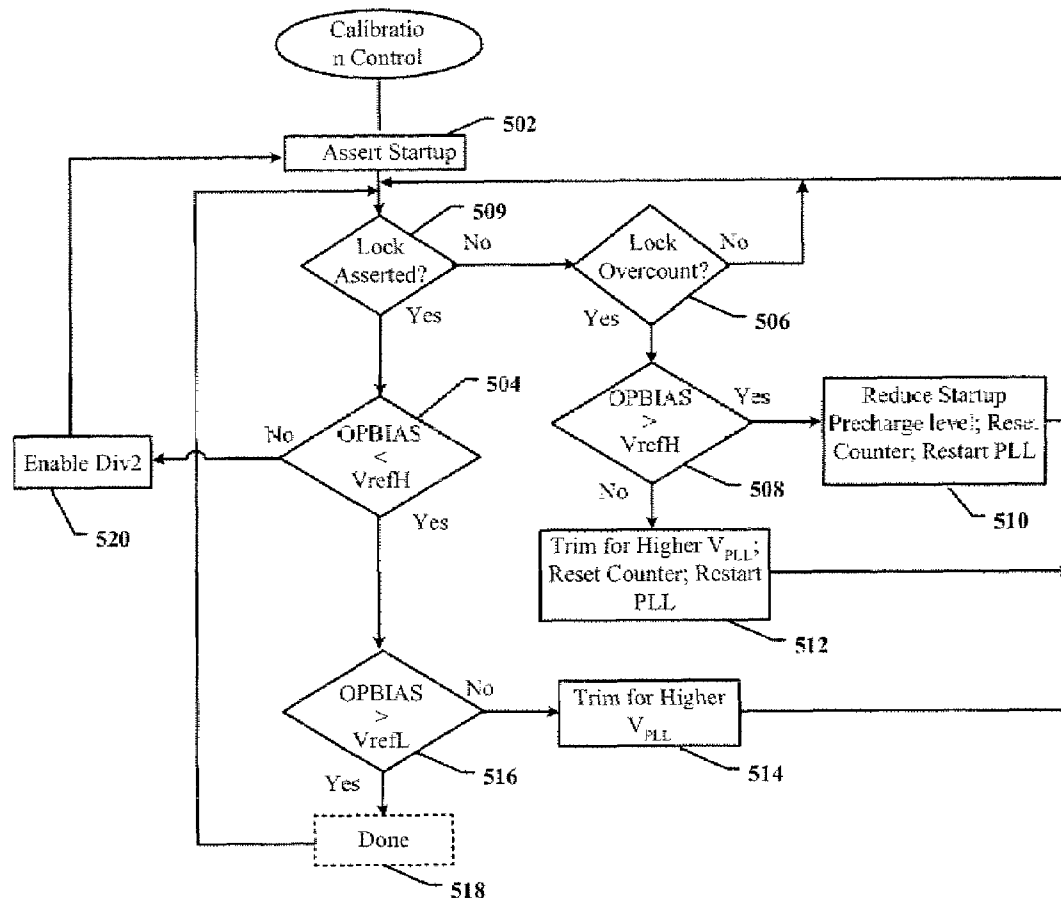 Calibratio
n Control
502
Assert Startup
509
Lock
Asserted?
No
Yes
Lock
Overcount?
No
Yes
506
504
OPBIAS
<
VrefH
No
Yes
Enable Div2
520
OPBIAS
>
VrefH
Yes
No
508
Reduce Startup
Precharge level; Reset
Counter; Restart PLL
510
Trim for Higher V_PLL;
Reset Counter; Restart
PLL
512
OPBIAS
>
VrefL
No
Yes
516
Trim for Higher
V_PLL
514
Done
518